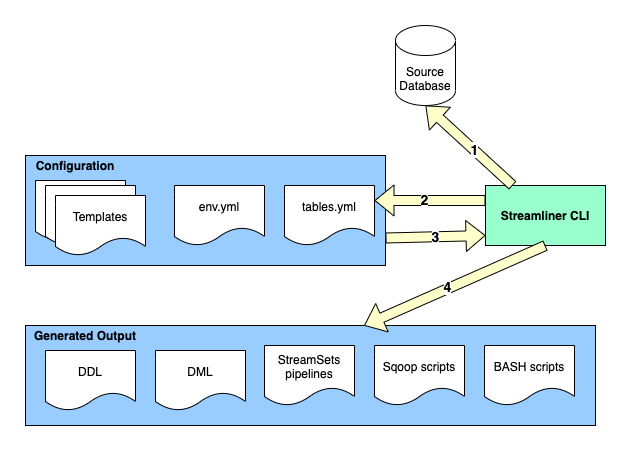 Source
Database
1
Configuration
Templates
env.yml
tables.yml
2
3
Streamliner CLI
4
Generated Output
DDL
DML
StreamSets
pipelines
Sqoop scripts
BASH scripts